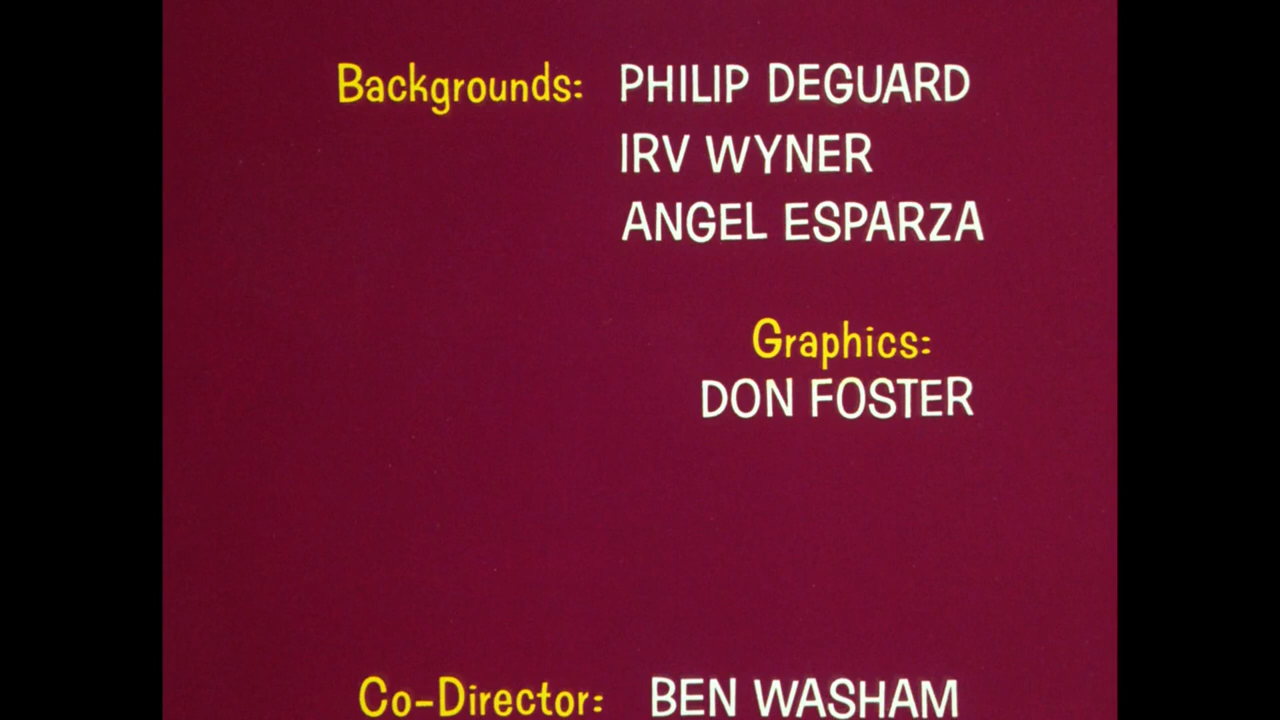 Backgrounds: PHILIP DEGUARD
IRV WYNER
ANGEL ESPARZA
Graphics:
DON FOSTER
Co-Director: BEN WASHAM